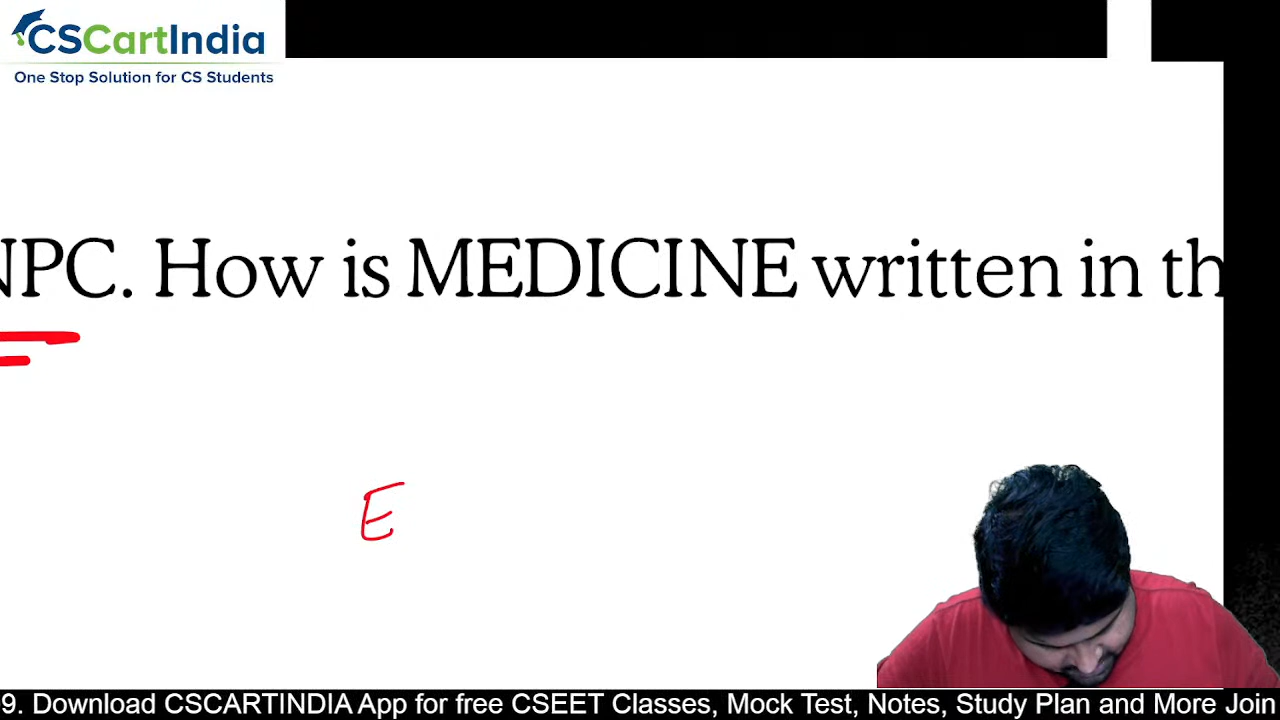 CSCartIndia
One Stop Solution for CS Students
NPC. How is MEDICINE written in th
E
9. Download CSCARTINDIA App for free CSEET Classes, Mock Test, Notes, Study Plan and More Join